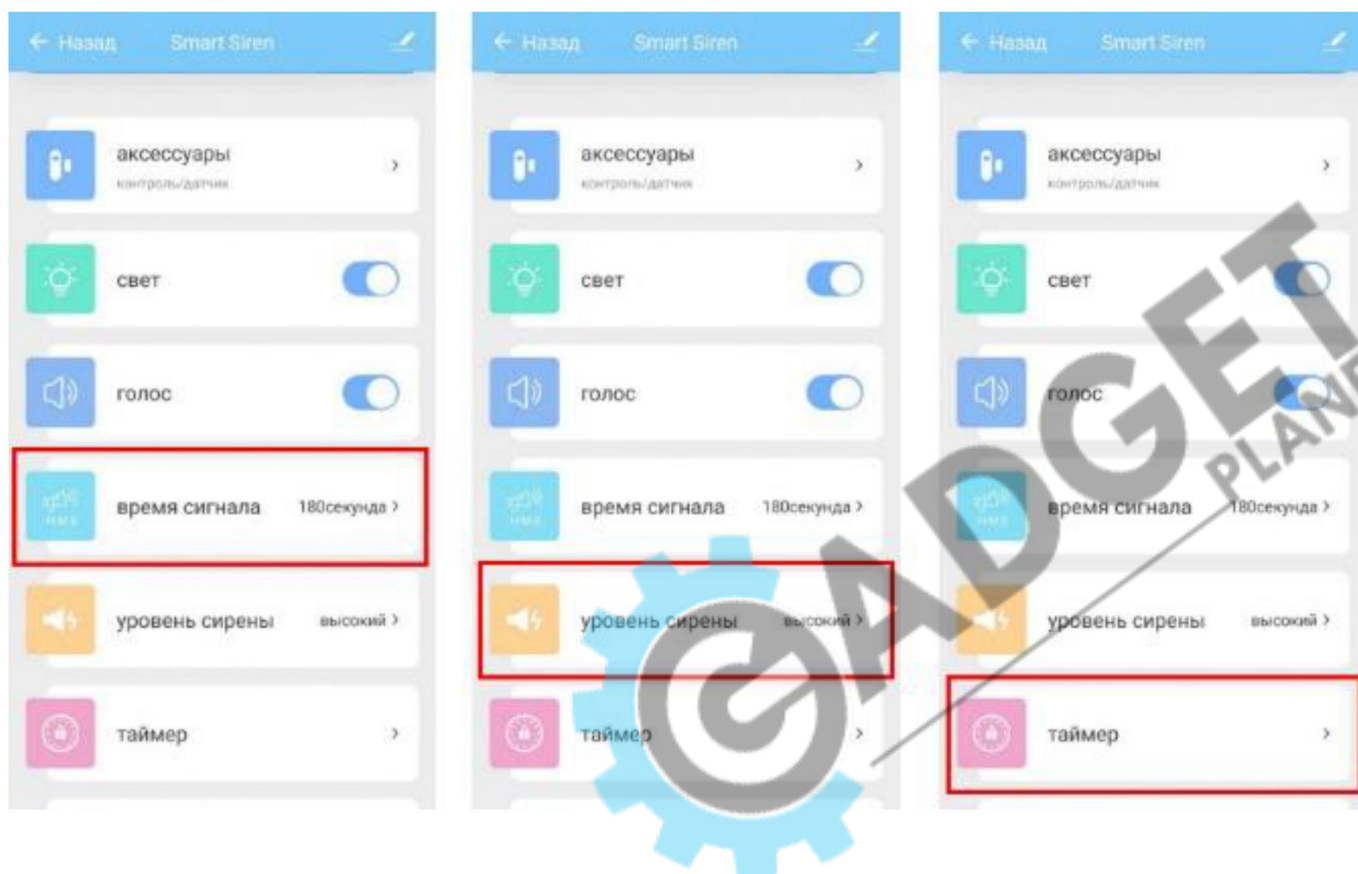 ← Назад Smart Siren
аксессуары
контроль/датчик
свет
голос
время сигнала 180секунда >
уровень сирены высокий >
таймер >
← Назад Smart Siren
аксессуары
контроль/датчик
свет
голос
время сигнала 180секунда >
уровень сирены высокий >
таймер >
← Назад Smart Siren
аксессуары
контроль/датчик
свет
голос
время сигнала 180секунда >
уровень сирены высокий >
таймер >
GADGET